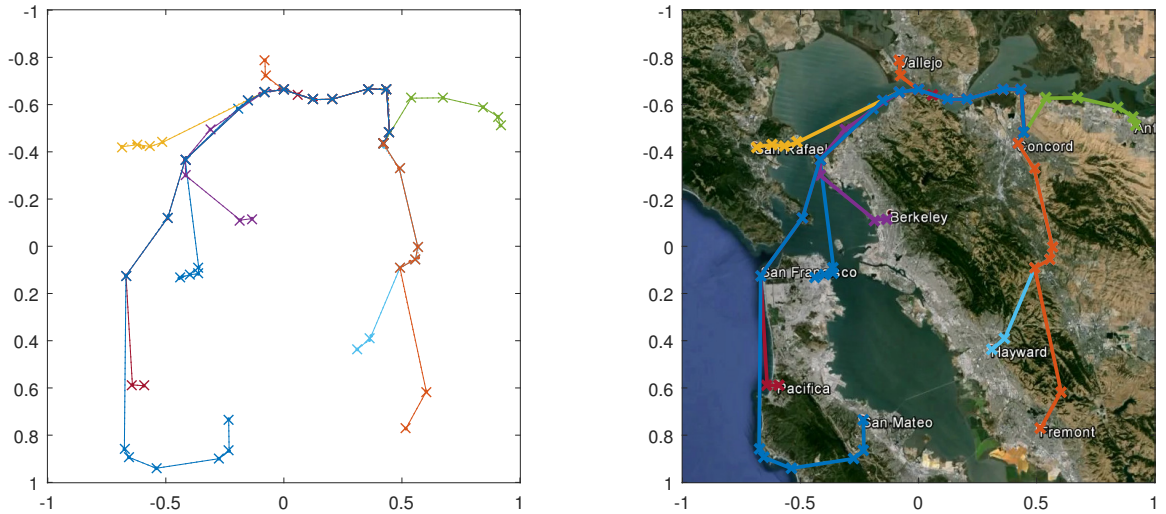 -1
-0.8
-0.6
-0.4
-0.2
0
0.2
0.4
0.6
0.8
1
-1 -0.5 0 0.5 1
-1
-0.8
-0.6
-0.4
-0.2
0
0.2
0.4
0.6
0.8
1
-1 -0.5 0 0.5 1
Vallejo
Ant
San Rafael
Concord
Berkeley
San Francisco
Hayward
Pacifica
San Mateo
Fremont